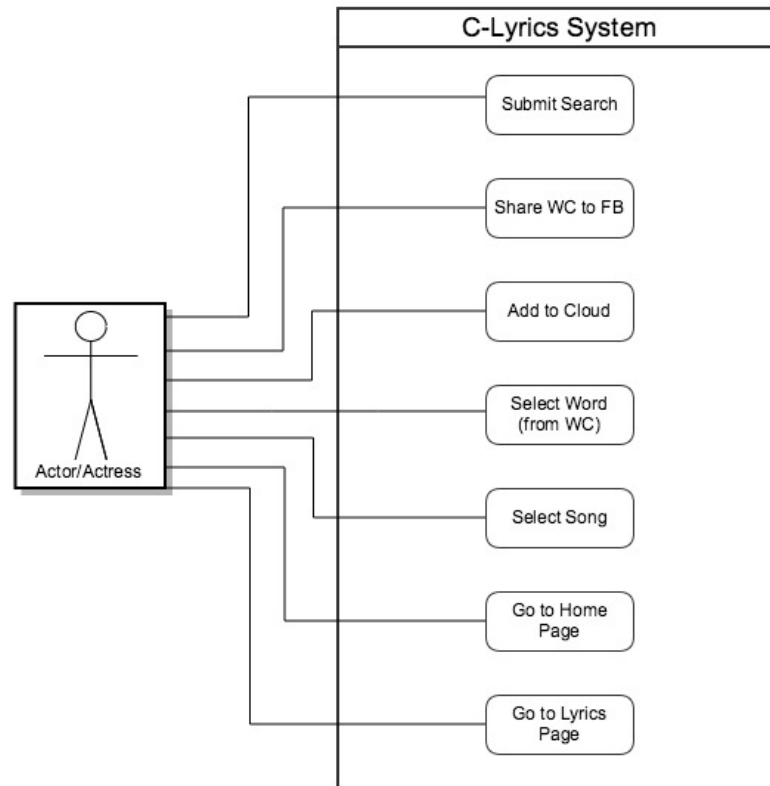 C-Lyrics System
Submit Search
Share WC to FB
Add to Cloud
Select Word
(from WC)
Select Song
Go to Home
Page
Go to Lyrics
Page
Actor/Actress